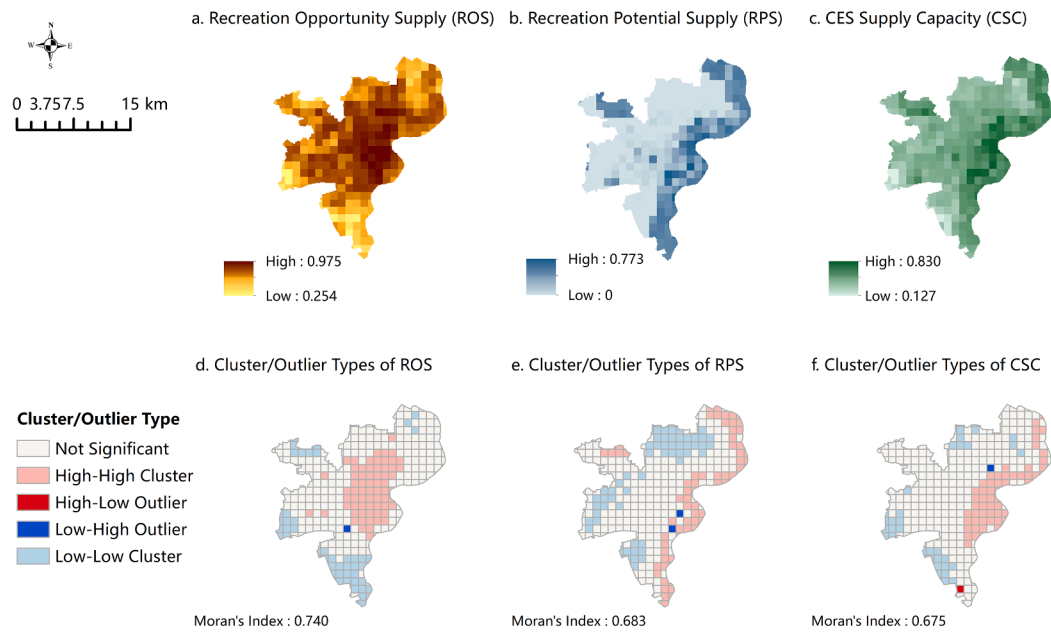 a. Recreation Opportunity Supply (ROS)
b. Recreation Potential Supply (RPS)
c. CES Supply Capacity (CSC)
N
W E
S
0 3.757.5 15 km
High : 0.975
Low : 0.254
High : 0.773
Low : 0
High : 0.830
Low : 0.127
d. Cluster/Outlier Types of ROS
e. Cluster/Outlier Types of RPS
f. Cluster/Outlier Types of CSC
Cluster/Outlier Type
Not Significant
High-High Cluster
High-Low Outlier
Low-High Outlier
Low-Low Cluster
Moran's Index : 0.740
Moran's Index : 0.683
Moran's Index : 0.675